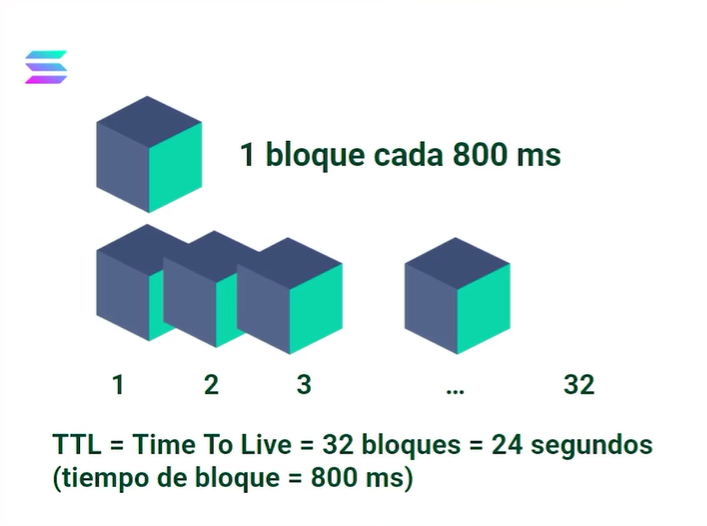 1 bloque cada 800 ms
1 2 3 ... 32
TTL = Time To Live = 32 bloques = 24 segundos
(tiempo de bloque = 800 ms)